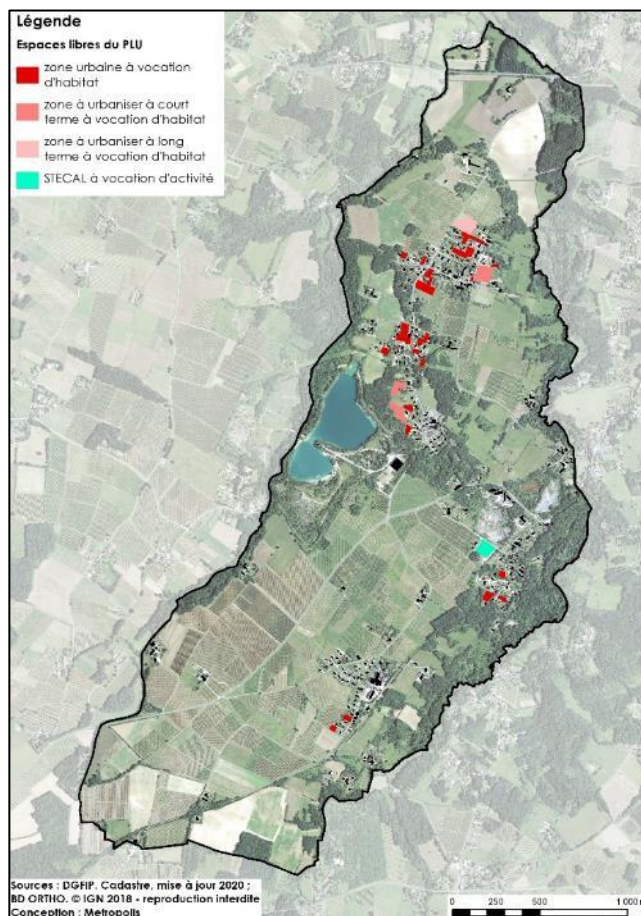 Légende
Espaces libres du PLU
zone urbaine à vocation
d'habitat
zone à urbaniser à court
terme à vocation d'habitat
zone à urbaniser à long
terme à vocation d'habitat
STECAL à vocation d'activité
Sources : DGFIP. Cadastre, mise à jour 2020 ;
BD ORTHO. © IGN 2018 - reproduction interdite
Conception : Metropolis
0 250 500 1 000